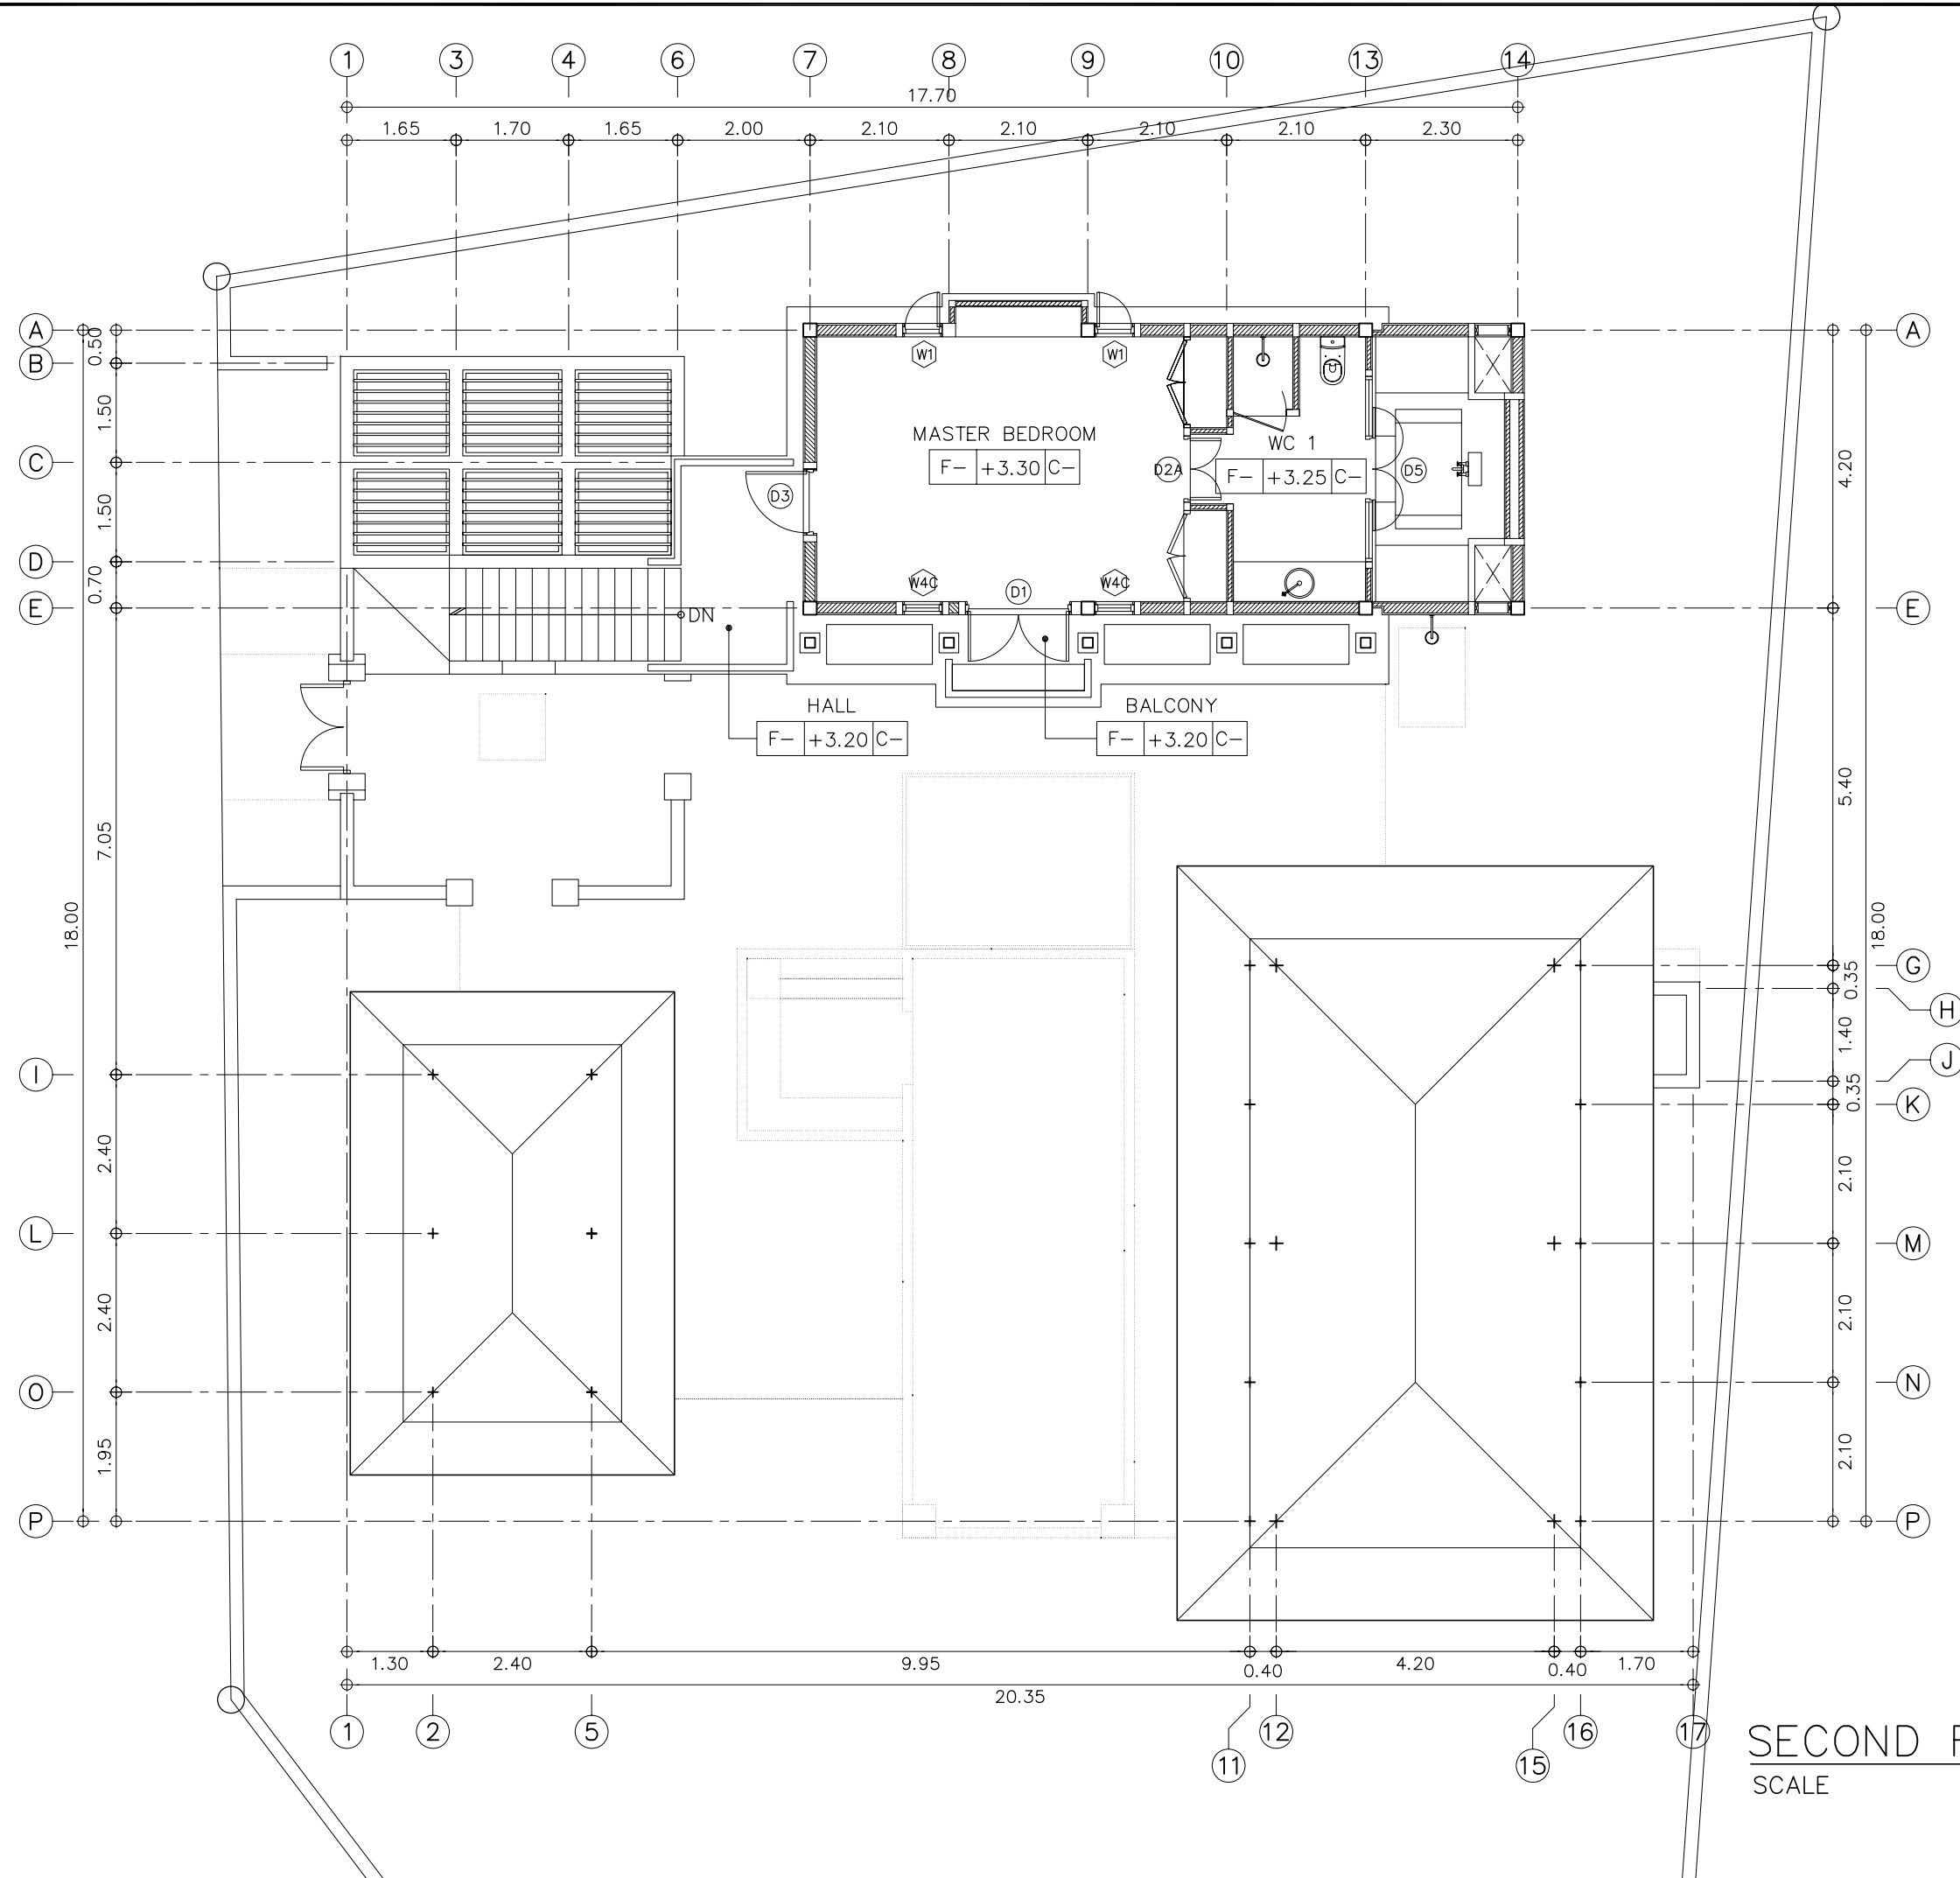 1 3 4 6 7 8 9 10 13 14
17.70
1.65 1.70 1.65 2.00 2.10 2.10 2.10 2.10 2.30
A A
0.50
B
W1 W1
1.50
MASTER BEDROOM
WC 1
C
F- +3.30 C-
D2A
F- +3.25 C-
D5
4.20
D3
1.50
D
0.70
W4C D1 W4C
E E
DN
HALL BALCONY
F- +3.20 C-
F- +3.20 C-
5.40
7.05
18.00 18.00
G
0.35
H
1.40
J
I
0.35
K
2.40
2.10
L
M
2.40
2.10
N
O
1.95
2.10
P P
1.30 2.40 9.95 0.40 4.20 0.40 1.70
20.35
1 2 5 11 12 15 16 17
SECOND
SCALE